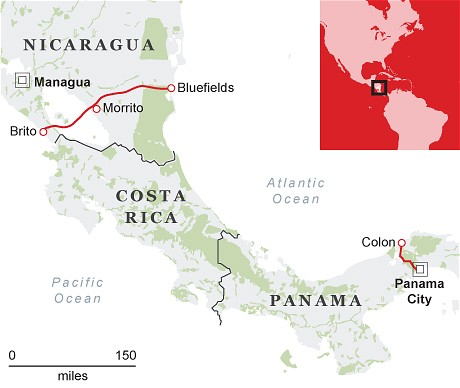 NICARAGUA
Managua
Bluefields
Morrito
Brito
COSTA
RICA
Atlantic
Ocean
Colon
Pacific
Ocean
PANAMA
Panama
City
0
150
miles